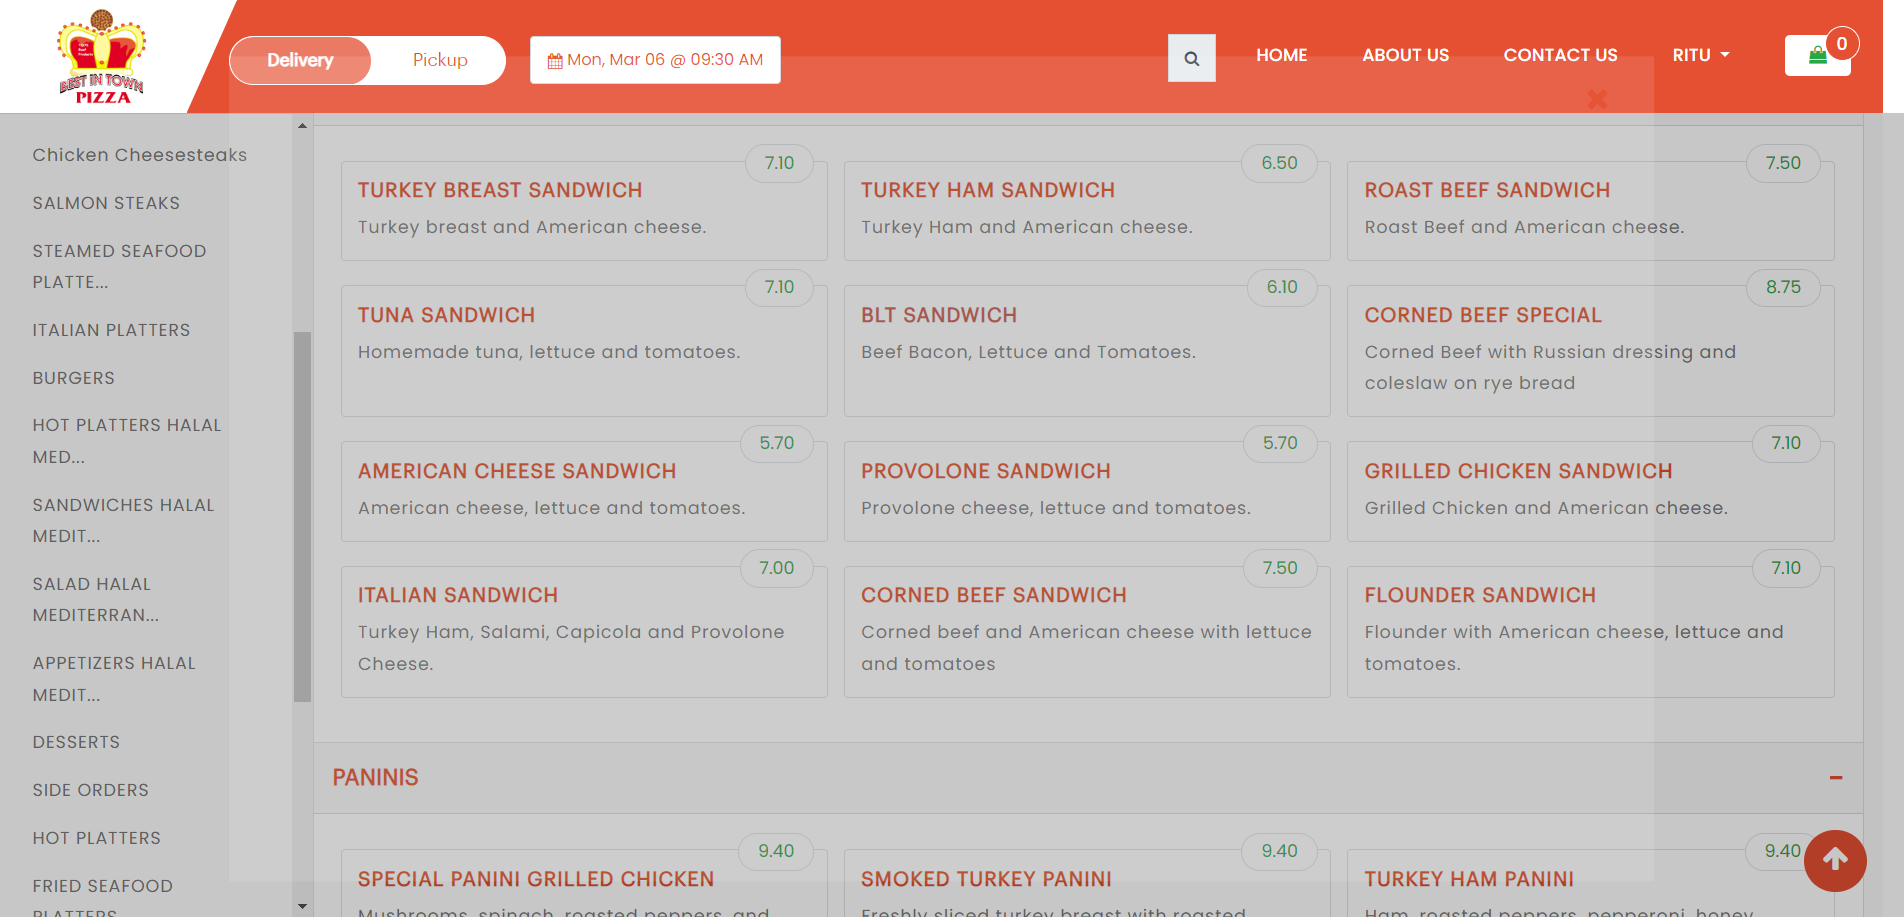 BEST IN TOWN
PIZZA
Delivery
Pickup
Mon, Mar 06 @ 09:30 AM
HOME
ABOUT US
CONTACT US
RITU
0
Chicken Cheesesteaks
SALMON STEAKS
STEAMED SEAFOOD
PLATTE...
ITALIAN PLATTERS
BURGERS
HOT PLATTERS HALAL
MED...
SANDWICHES HALAL
MEDIT...
SALAD HALAL
MEDITERRAN...
APPETIZERS HALAL
MEDIT...
DESSERTS
SIDE ORDERS
HOT PLATTERS
FRIED SEAFOOD
PLATTERS
7.10
TURKEY BREAST SANDWICH
Turkey breast and American cheese.
6.50
TURKEY HAM SANDWICH
Turkey Ham and American cheese.
7.50
ROAST BEEF SANDWICH
Roast Beef and American cheese.
7.10
TUNA SANDWICH
Homemade tuna, lettuce and tomatoes.
6.10
BLT SANDWICH
Beef Bacon, Lettuce and Tomatoes.
8.75
CORNED BEEF SPECIAL
Corned Beef with Russian dressing and
coleslaw on rye bread
5.70
AMERICAN CHEESE SANDWICH
American cheese, lettuce and tomatoes.
5.70
PROVOLONE SANDWICH
Provolone cheese, lettuce and tomatoes.
7.10
GRILLED CHICKEN SANDWICH
Grilled Chicken and American cheese.
7.00
ITALIAN SANDWICH
Turkey Ham, Salami, Capicola and Provolone
Cheese.
7.50
CORNED BEEF SANDWICH
Corned beef and American cheese with lettuce
and tomatoes
7.10
FLOUNDER SANDWICH
Flounder with American cheese, lettuce and
tomatoes.
PANINIS
9.40
SPECIAL PANINI GRILLED CHICKEN
Mushrooms, spinach, roasted peppers, and
9.40
SMOKED TURKEY PANINI
Freshly sliced turkey breast with roasted
9.40
TURKEY HAM PANINI
Ham, roasted peppers, pepperoni, honey